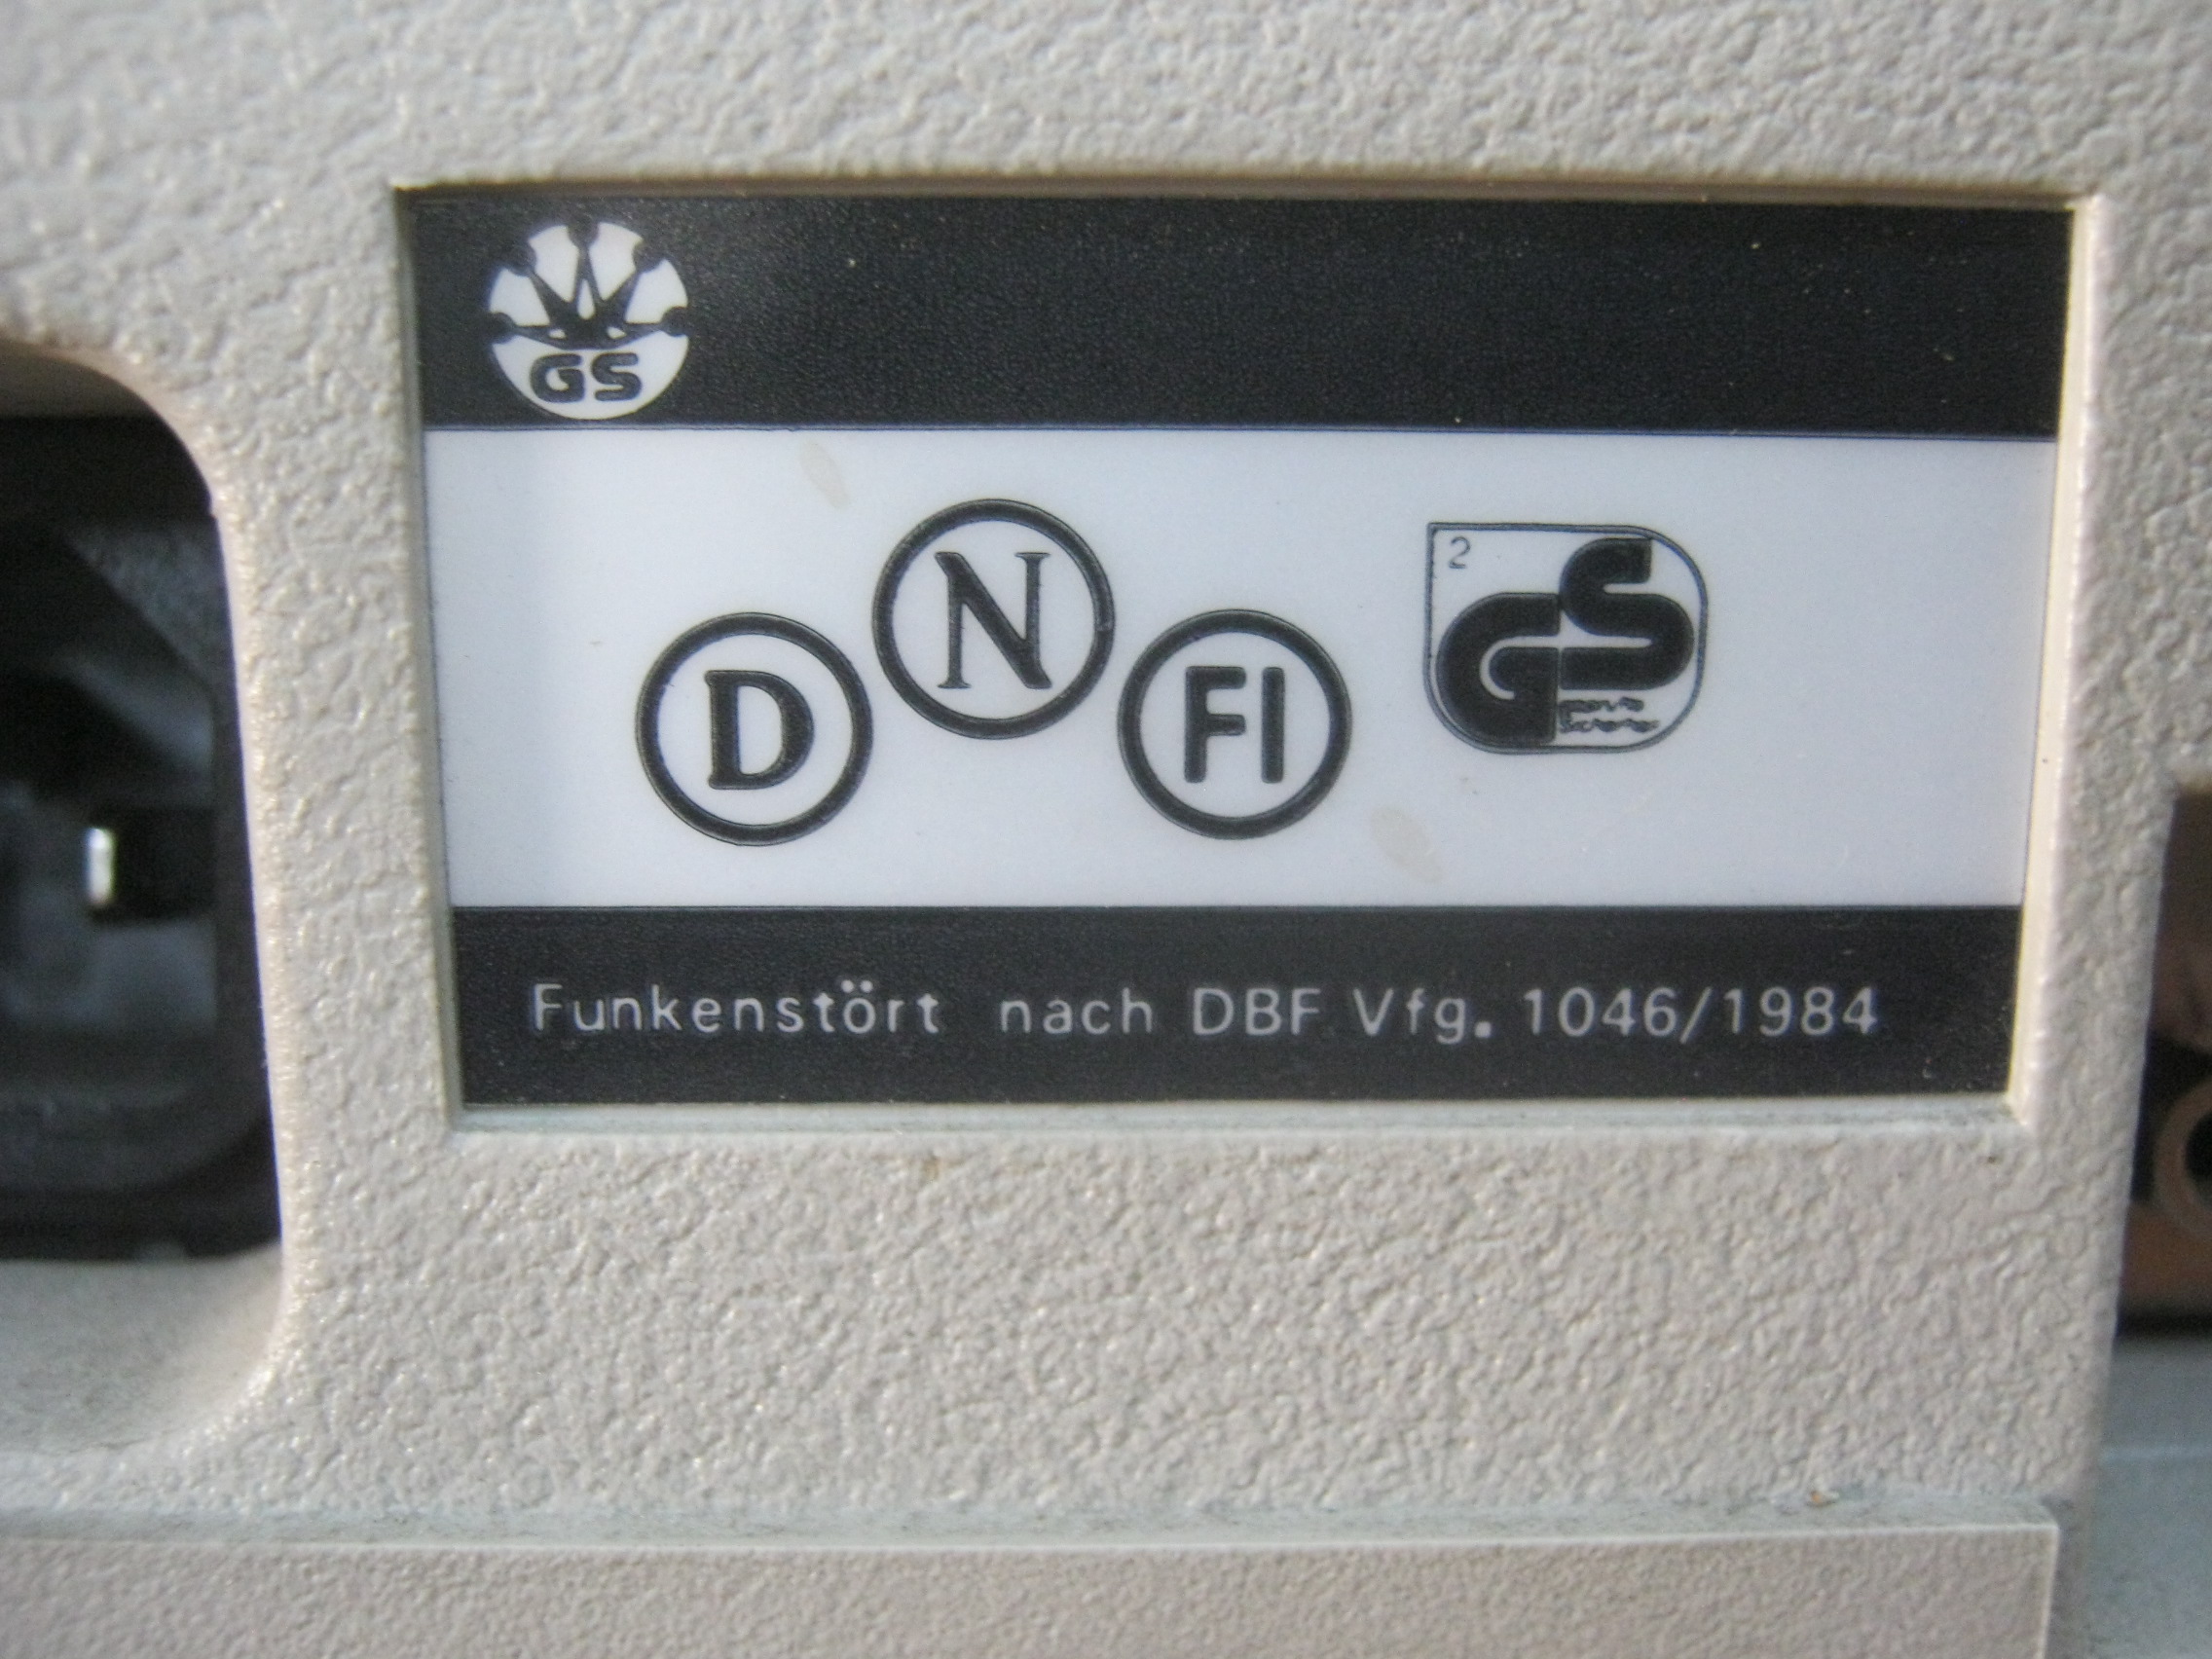 GS
D N FI
2 GS
Funkenstört nach DBF Vfg. 1046/1984